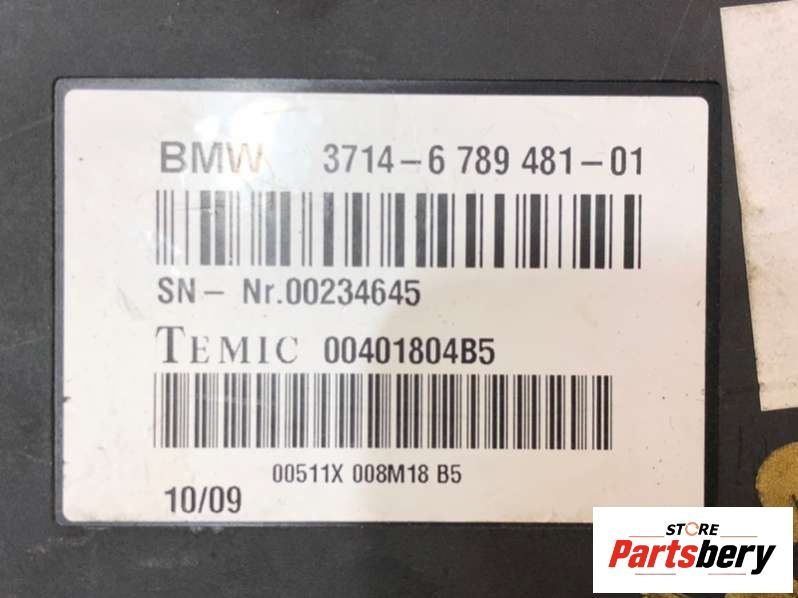 BMW 3714-6 789 481-01
SN- Nr.00234645
TEMIC 00401804B5
00511X 008M18 B5
10/09
STORE
Partsbery